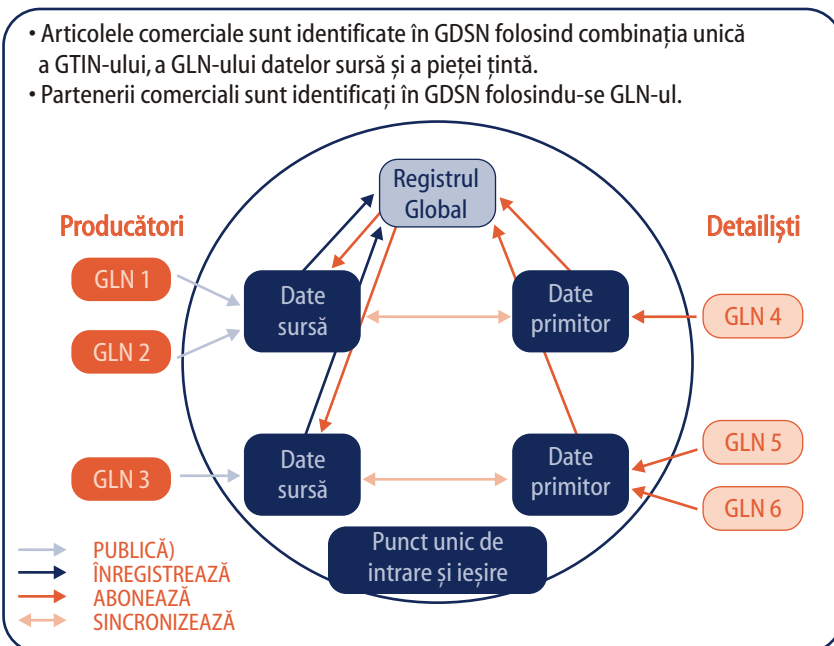 • Articolele comerciale sunt identificate în GDSN folosind combinația unică
a GTIN-ului, a GLN-ului datelor sursă și a pieței țintă.
• Partenerii comerciali sunt identificați în GDSN folosindu-se GLN-ul.
Registrul
Global
Producători
Detailiști
GLN 1
GLN 2
GLN 3
Date
sursă
Date
primitor
GLN 4
Date
sursă
Date
primitor
GLN 5
GLN 6
Punct unic de
intrare și ieșire
PUBLICĂ)
ÎNREGISTREAZĂ
ABONEAZĂ
SINCRONIZEAZĂ